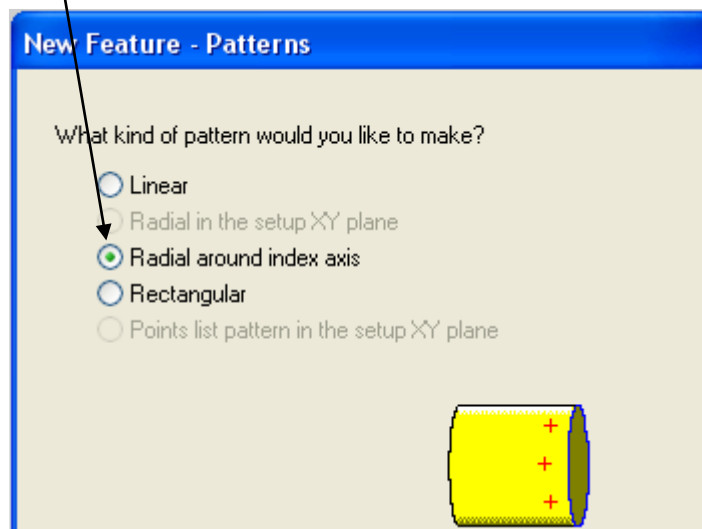 New Feature - Patterns
What kind of pattern would you like to make?
Linear
Radial in the setup XY plane
Radial around index axis
Rectangular
Points list pattern in the setup XY plane